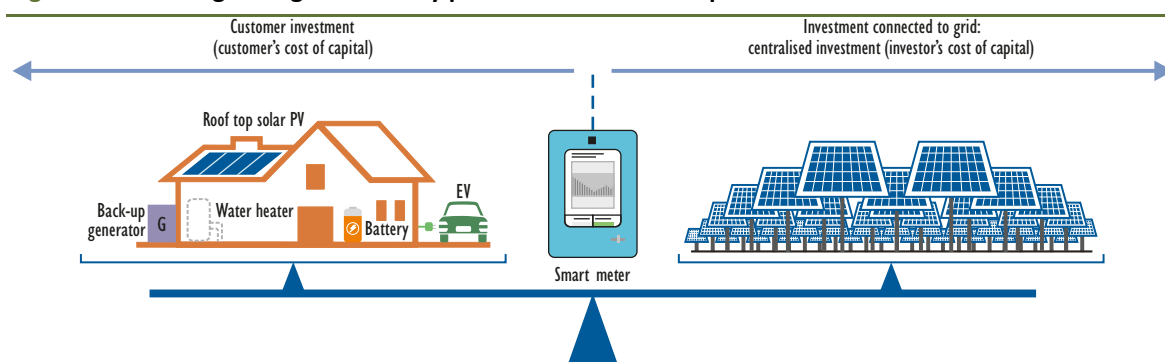 Customer investment
(customer's cost of capital)
Investment connected to grid:
centralised investment (investor's cost of capital)
Roof top solar PV
Back-up
generator
G
Water heater
Battery
EV
Smart meter